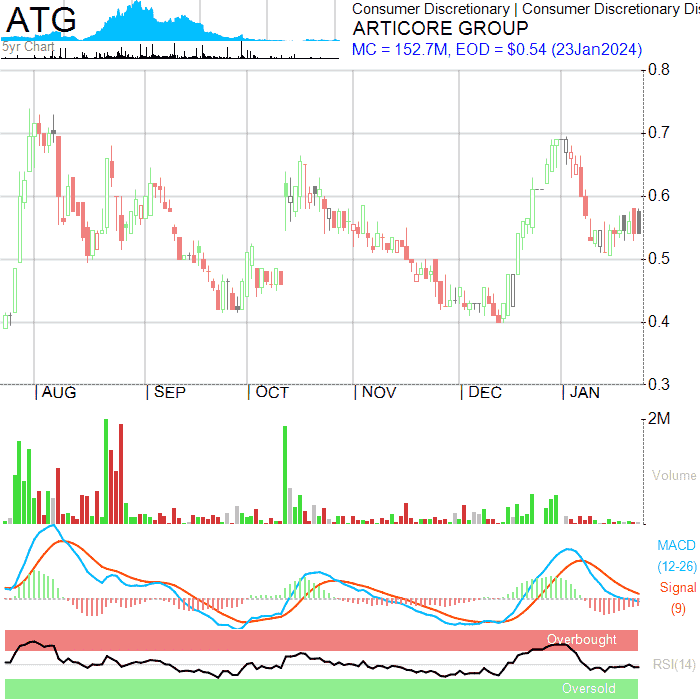 ATG
5yr Chart
Consumer Discretionary | Consumer Discretionary Dis
ARTICORE GROUP
MC = 152.7M, EOD = $0.54 (23Jan2024)
0.8
0.7
0.6
0.5
0.4
0.3
AUG SEP OCT NOV DEC JAN
2M
Volume
MACD
(12-26)
Signal
(9)
Overbought
RSI(14)
Oversold